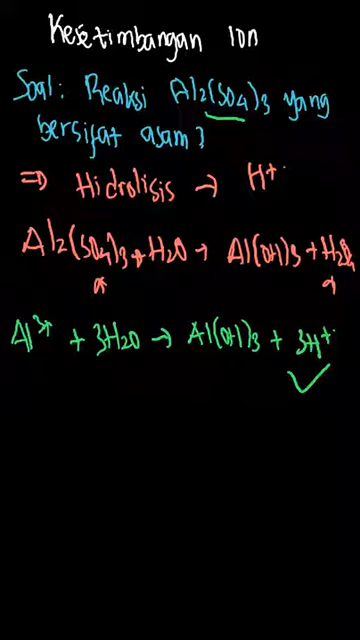 Kesetimbangan Ion
Soal: Reaksi Al2(SO4)3 yang
bersifat asam?
⇒ Hidrolisis → H+
Al2(SO4)3 + H2O → Al(OH)3 + H2
Al3+ + 3H2O → Al(OH)3 + 3H+